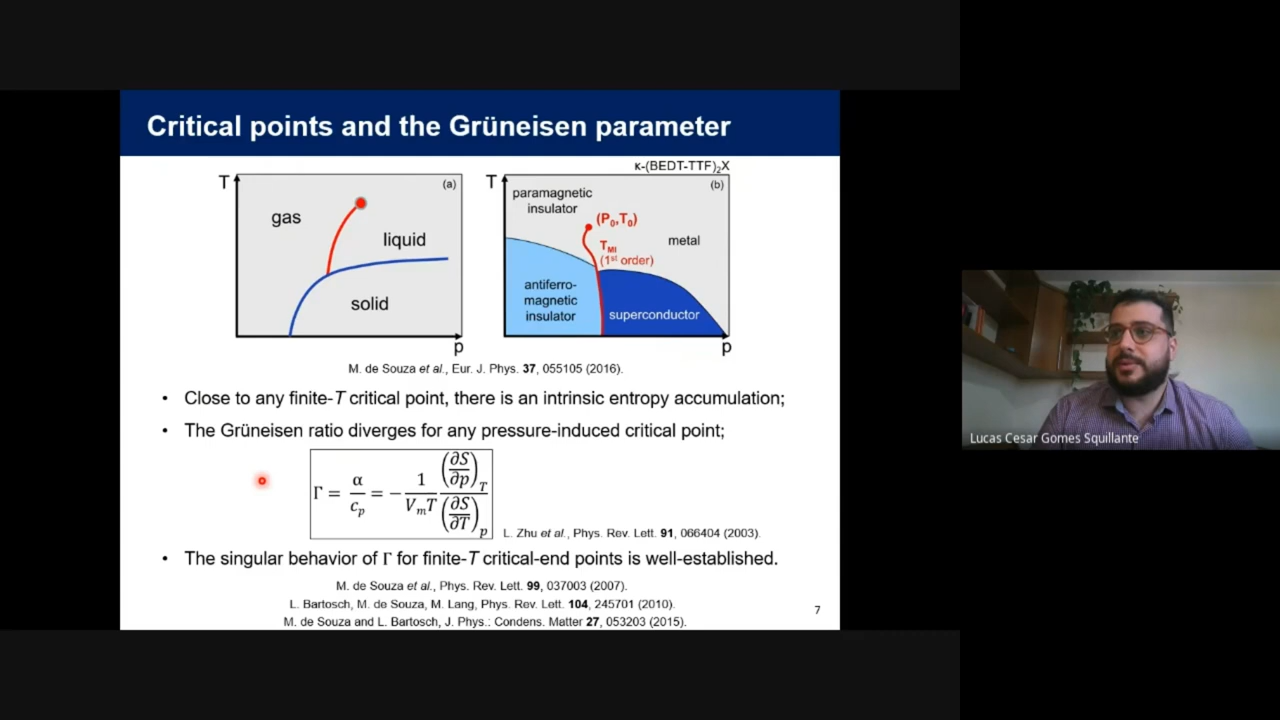 Critical points and the Grüneisen parameter
κ-(BEDT-TTF)₂X
T
(a)
gas
liquid
solid
p
T
(b)
paramagnetic
insulator
(P₀,T₀)
metal
T_MI
(1ˢᵗ order)
antiferro-
magnetic
insulator
superconductor
p
M. de Souza et al., Eur. J. Phys. 37, 055105 (2016).
• Close to any finite-T critical point, there is an intrinsic entropy accumulation;
• The Grüneisen ratio diverges for any pressure-induced critical point;
Γ = α/c_p = − 1/(V_m T) (∂S/∂p)_T / (∂S/∂T)_p
L. Zhu et al., Phys. Rev. Lett. 91, 066404 (2003).
• The singular behavior of Γ for finite-T critical-end points is well-established.
M. de Souza et al., Phys. Rev. Lett. 99, 037003 (2007).
L. Bartosch, M. de Souza, M. Lang, Phys. Rev. Lett. 104, 245701 (2010).
M. de Souza and L. Bartosch, J. Phys.: Condens. Matter 27, 053203 (2015).
7
Lucas Cesar Gomes Squillante